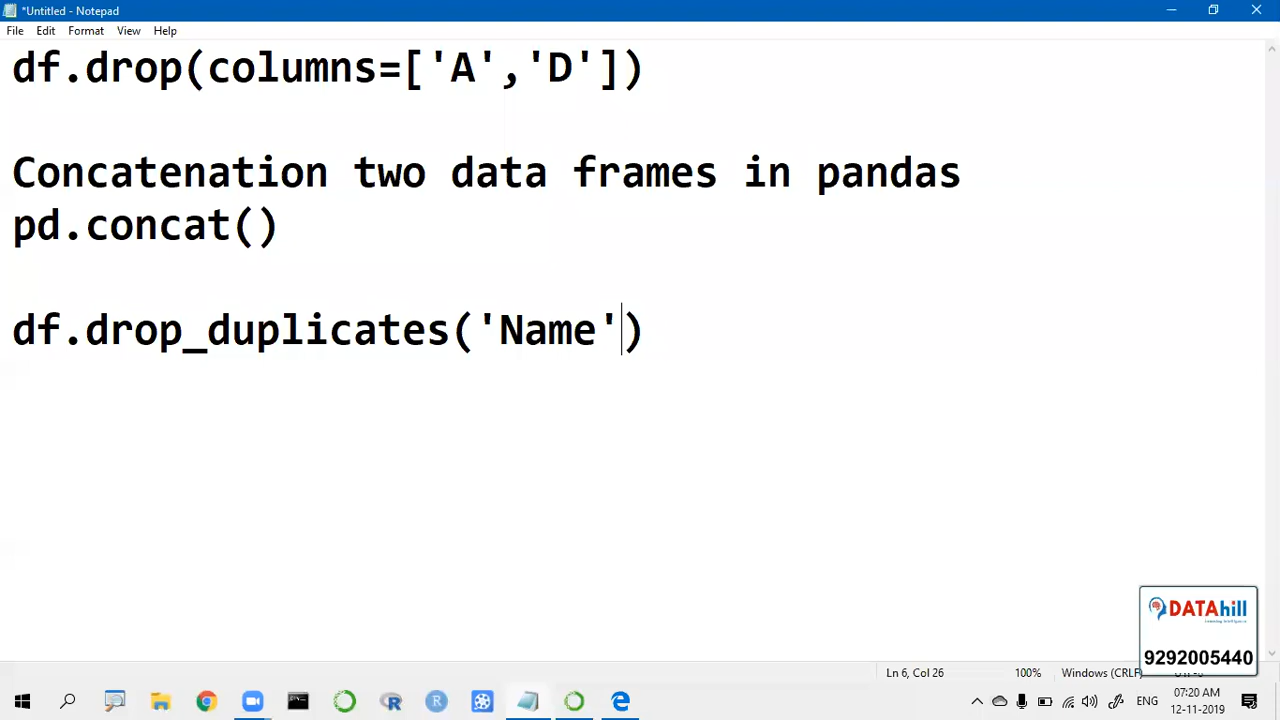 *Untitled - Notepad
File Edit Format View Help
df.drop(columns=['A','D'])
Concatenation two data frames in pandas
pd.concat()
df.drop_duplicates('Name')
DATAhill
9292005440
Ln 6, Col 26 100% Windows (CRLF)
ENG
07:20 AM
12-11-2019